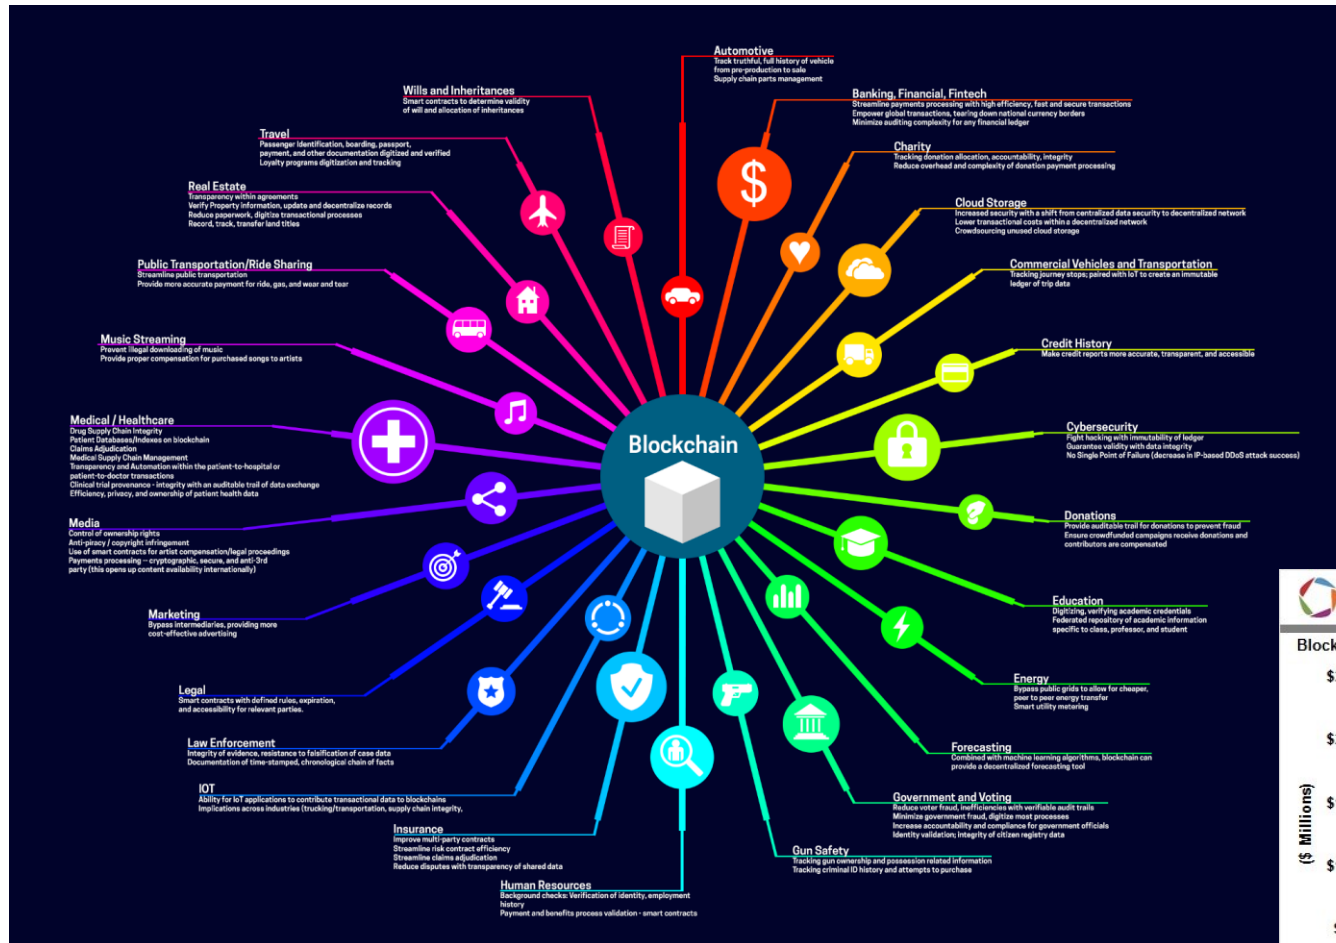 Automotive
Track truthful, full history of vehicle
from pre-production to sale
Supply chain parts management
Banking, Financial, Fintech
Streamline payments processing with high efficiency, fast and secure transactions
Empower global transactions, tearing down national currency borders
Minimize auditing complexity for any financial ledger
Charity
Tracking donation allocation, accountability, integrity
Reduce overhead and complexity of donation payment processing
Cloud Storage
Increased security with a shift from centralized data security to decentralized network
Lower transactional costs within a decentralized network
Crowdsourcing unused cloud storage
Commercial Vehicles and Transportation
Tracking journey stops; paired with IoT to create an immutable
ledger of trip data
Credit History
Make credit reports more accurate, transparent, and accessible
Cybersecurity
Fight hacking with immutability of ledger
Guarantee validity with data integrity
No Single Point of Failure (decrease in IP-based DDoS attack success)
Donations
Provide auditable trail for donations to prevent fraud
Ensure crowdfunded campaigns receive donations and
contributors are compensated
Education
Digitizing, verifying academic credentials
Federated repository of academic information
specific to class, professor, and student
Energy
Bypass public grids to allow for cheaper,
peer to peer energy transfer
Smart utility metering
Forecasting
Combined with machine learning algorithms, blockchain can
provide a decentralized forecasting tool
Government and Voting
Reduce voter fraud, inefficiencies with verifiable audit trails
Minimize government fraud, digitize most processes
Increase accountability and compliance for government officials
Identity validation; integrity of citizen registry data
Gun Safety
Tracking gun ownership and possession related information
Tracking criminal ID history and attempts to purchase
Human Resources
Background checks: Verification of identity, employment
history
Payment and benefits process validation - smart contracts
Insurance
Improve multi-party contracts
Streamline risk contract efficiency
Streamline claims adjudication
Reduce disputes with transparency of shared data
IOT
Ability for IoT applications to contribute transactional data to blockchains
Implications across industries (trucking/transportation, supply chain integrity,
Law Enforcement
Integrity of evidence, resistance to falsification of case data
Documentation of time-stamped, chronological chain of facts
Legal
Smart contracts with defined rules, expiration,
and accessibility for relevant parties.
Marketing
Bypass intermediaries, providing more
cost-effective advertising
Media
Control of ownership rights
Anti-piracy / copyright infringement
Use of smart contracts for artist compensation/legal proceedings
Payments processing — cryptographic, secure, and anti-3rd
party (this opens up content availability internationally)
Medical / Healthcare
Drug Supply Chain Integrity
Patient Databases/Indexes on blockchain
Claims Adjudication
Medical Supply Chain Management
Transparency and Automation within the patient-to-hospital or
patient-to-doctor transactions
Clinical trial provenance - integrity with an auditable trail of data exchange
Efficiency, privacy, and ownership of patient health data
Music Streaming
Prevent illegal downloading of music
Provide proper compensation for purchased songs to artists
Public Transportation/Ride Sharing
Streamline public transportation
Provide more accurate payment for ride, gas, and wear and tear
Real Estate
Transparency within agreements
Verify Property information, update and decentralize records
Reduce paperwork, digitize transactional processes
Record, track, transfer land titles
Travel
Passenger Identification, boarding, passport,
payment, and other documentation digitized and verified
Loyalty programs digitization and tracking
Wills and Inheritances
Smart contracts to determine validity
of will and allocation of inheritances
Blockchain
$
Block
($ Millions)